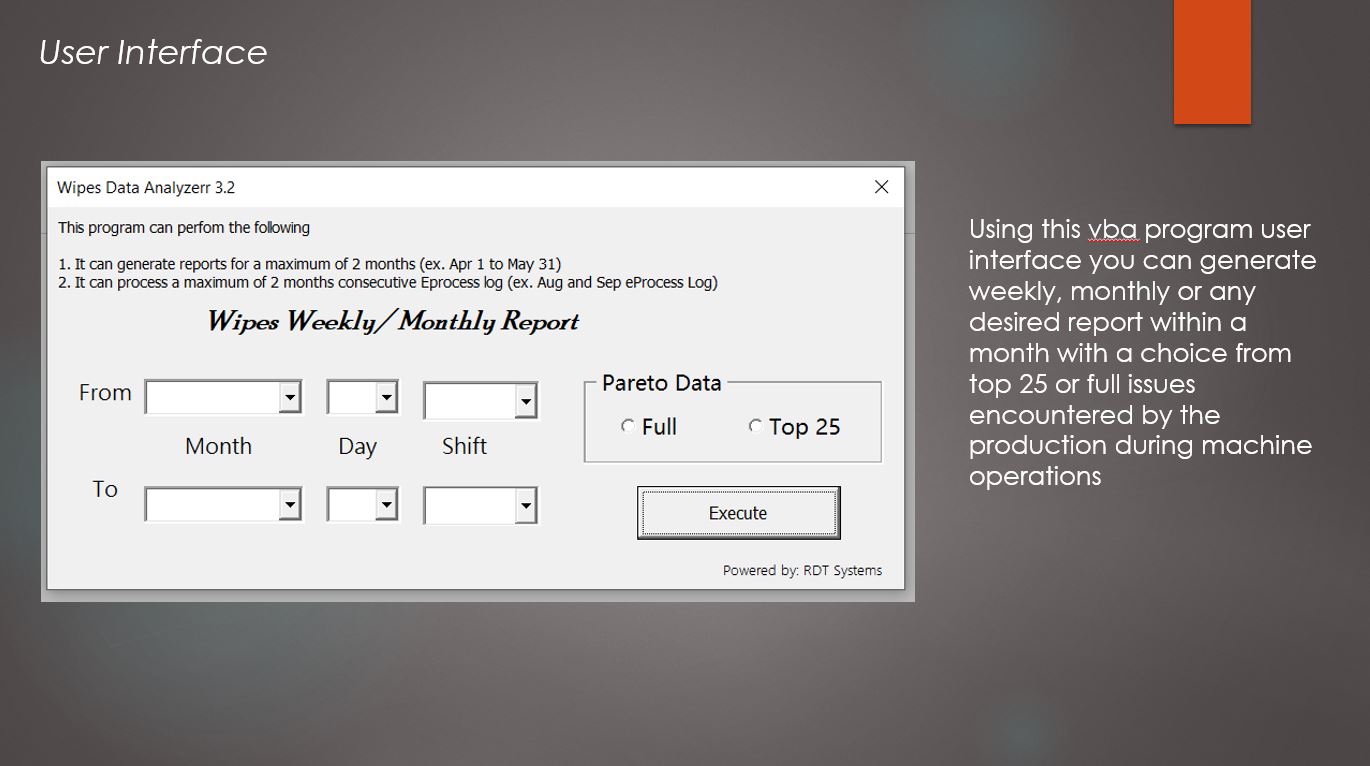 User Interface
Wipes Data Analyzerr 3.2
This program can perfom the following
1. It can generate reports for a maximum of 2 months (ex. Apr 1 to May 31)
2. It can process a maximum of 2 months consecutive Eprocess log (ex. Aug and Sep eProcess Log)
Wipes Weekly/Monthly Report
From
Month
Day
Shift
To
Pareto Data
Full
Top 25
Execute
Powered by: RDT Systems
Using this vba program user
interface you can generate
weekly, monthly or any
desired report within a
month with a choice from
top 25 or full issues
encountered by the
production during machine
operations